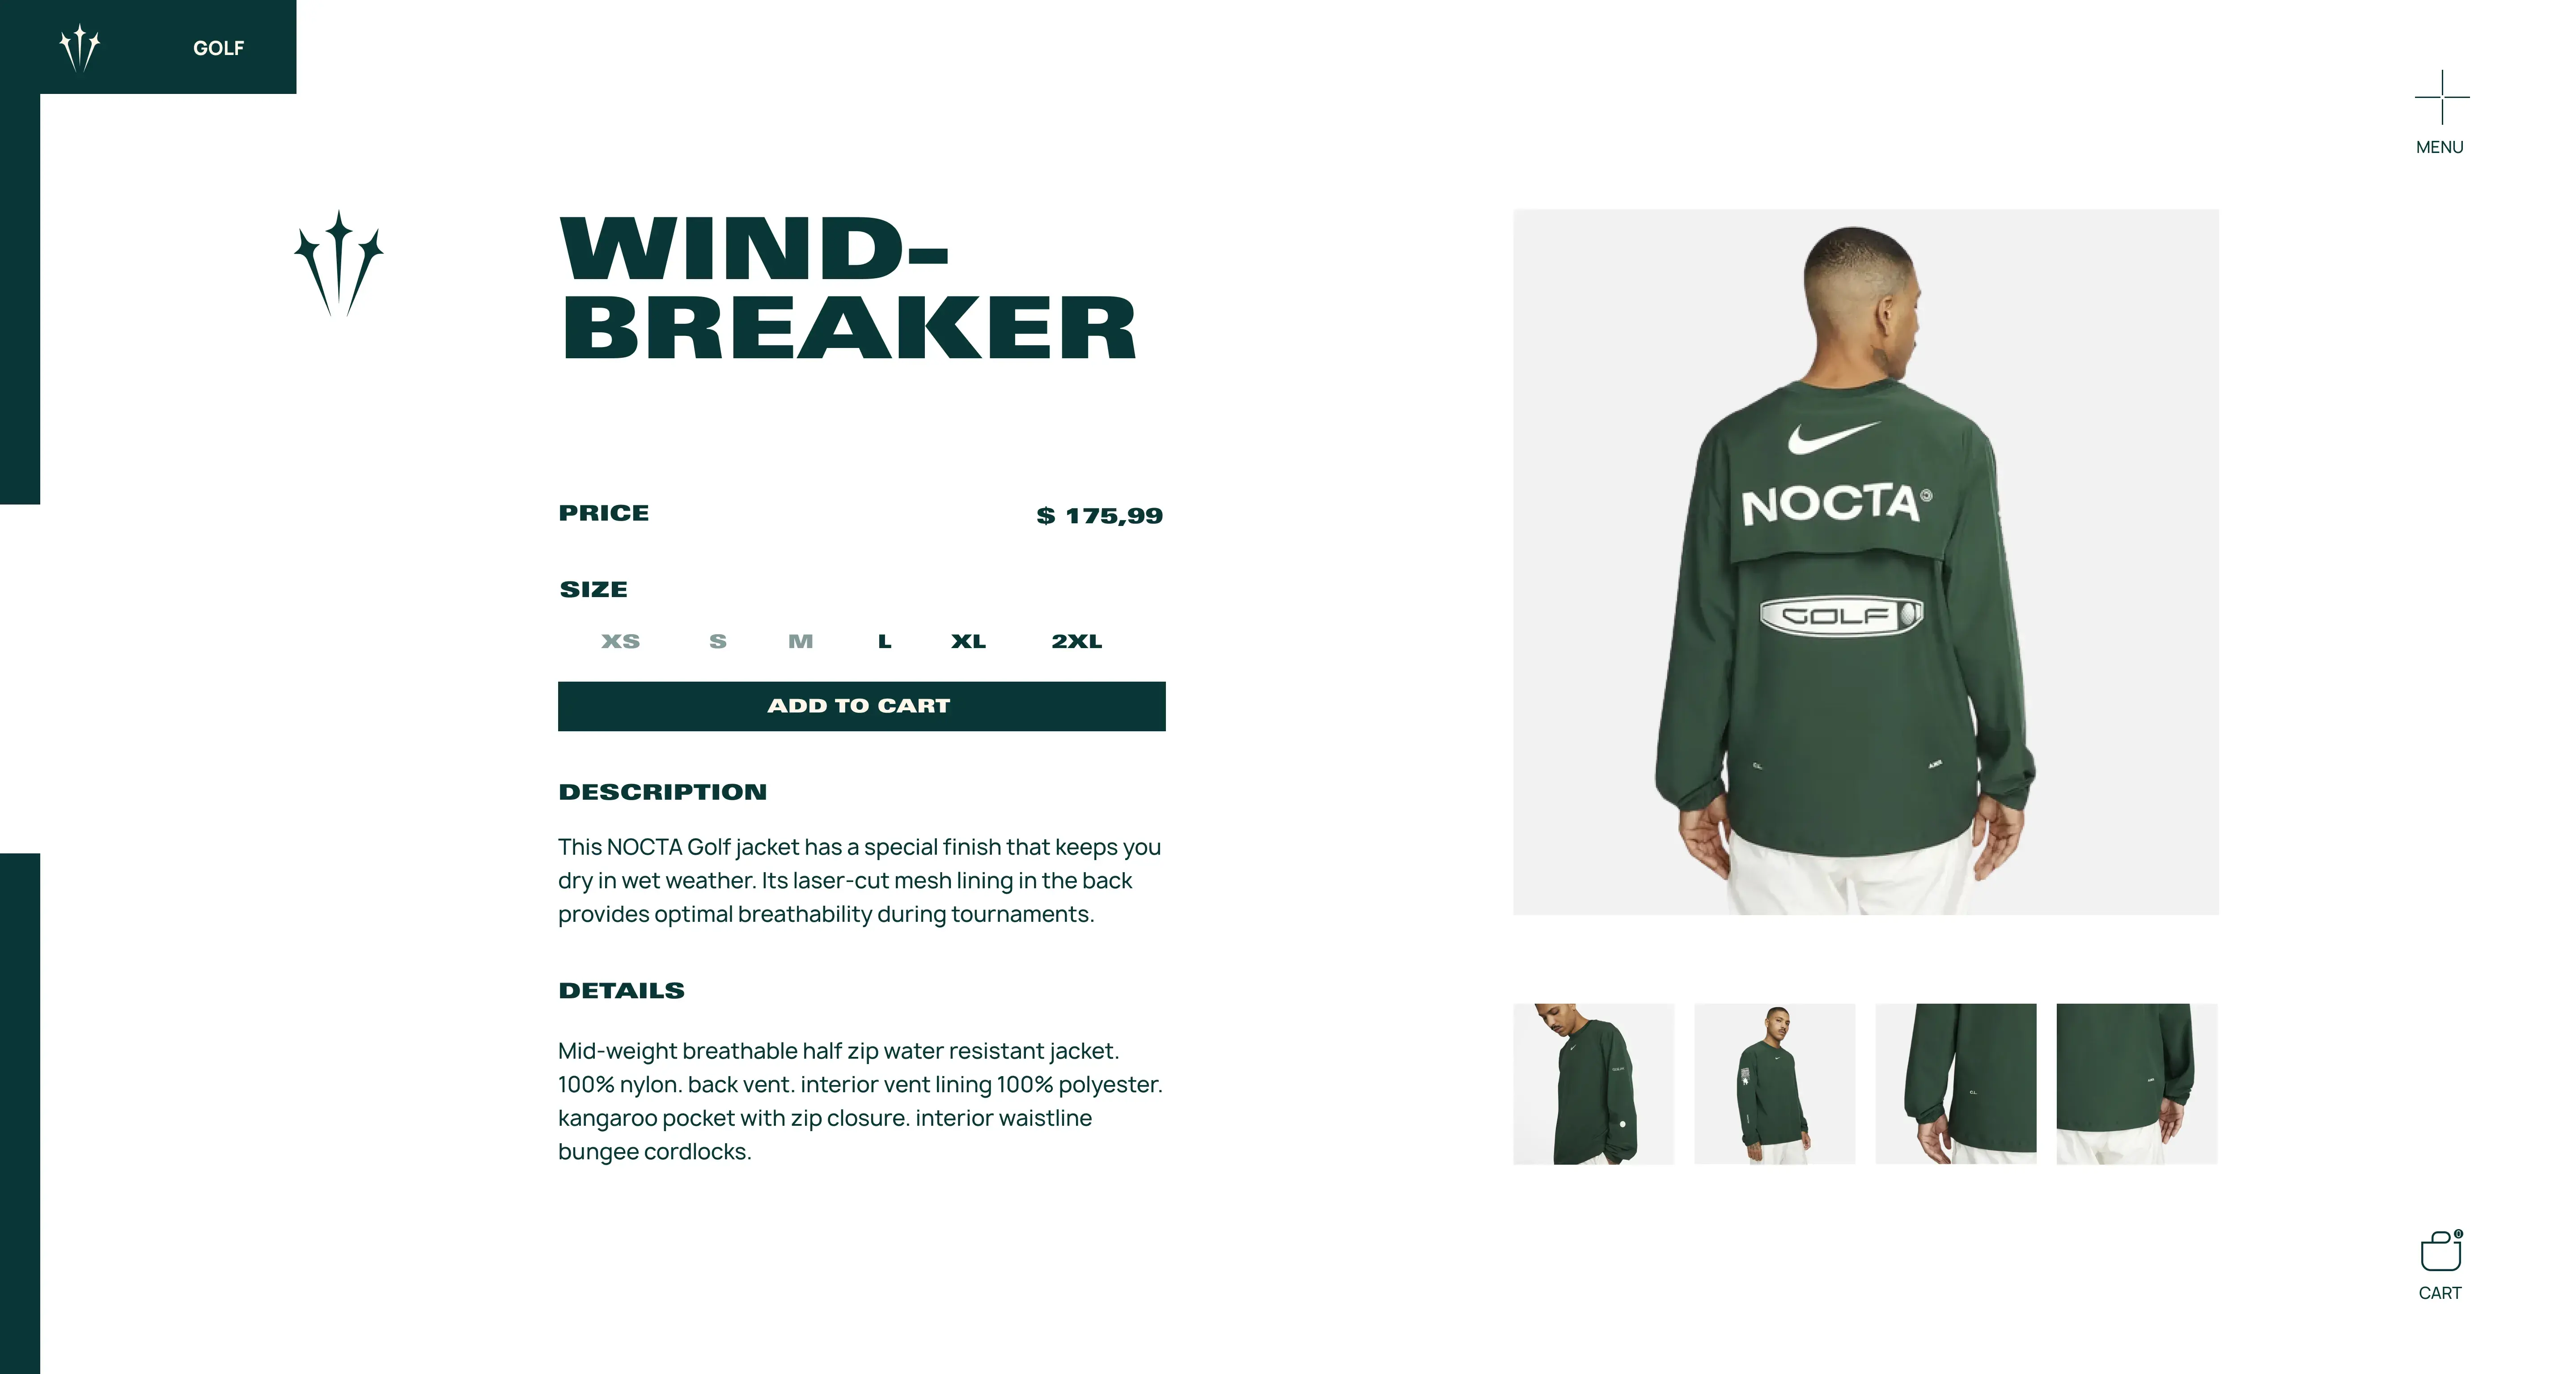 GOLF
MENU
WIND-
BREAKER
PRICE
$ 175,99
SIZE
XS S M L XL 2XL
ADD TO CART
DESCRIPTION
This NOCTA Golf jacket has a special finish that keeps you
dry in wet weather. Its laser-cut mesh lining in the back
provides optimal breathability during tournaments.
DETAILS
Mid-weight breathable half zip water resistant jacket.
100% nylon. back vent. interior vent lining 100% polyester.
kangaroo pocket with zip closure. interior waistline
bungee cordlocks.
NOCTA
GOLF
CL.
0
CART